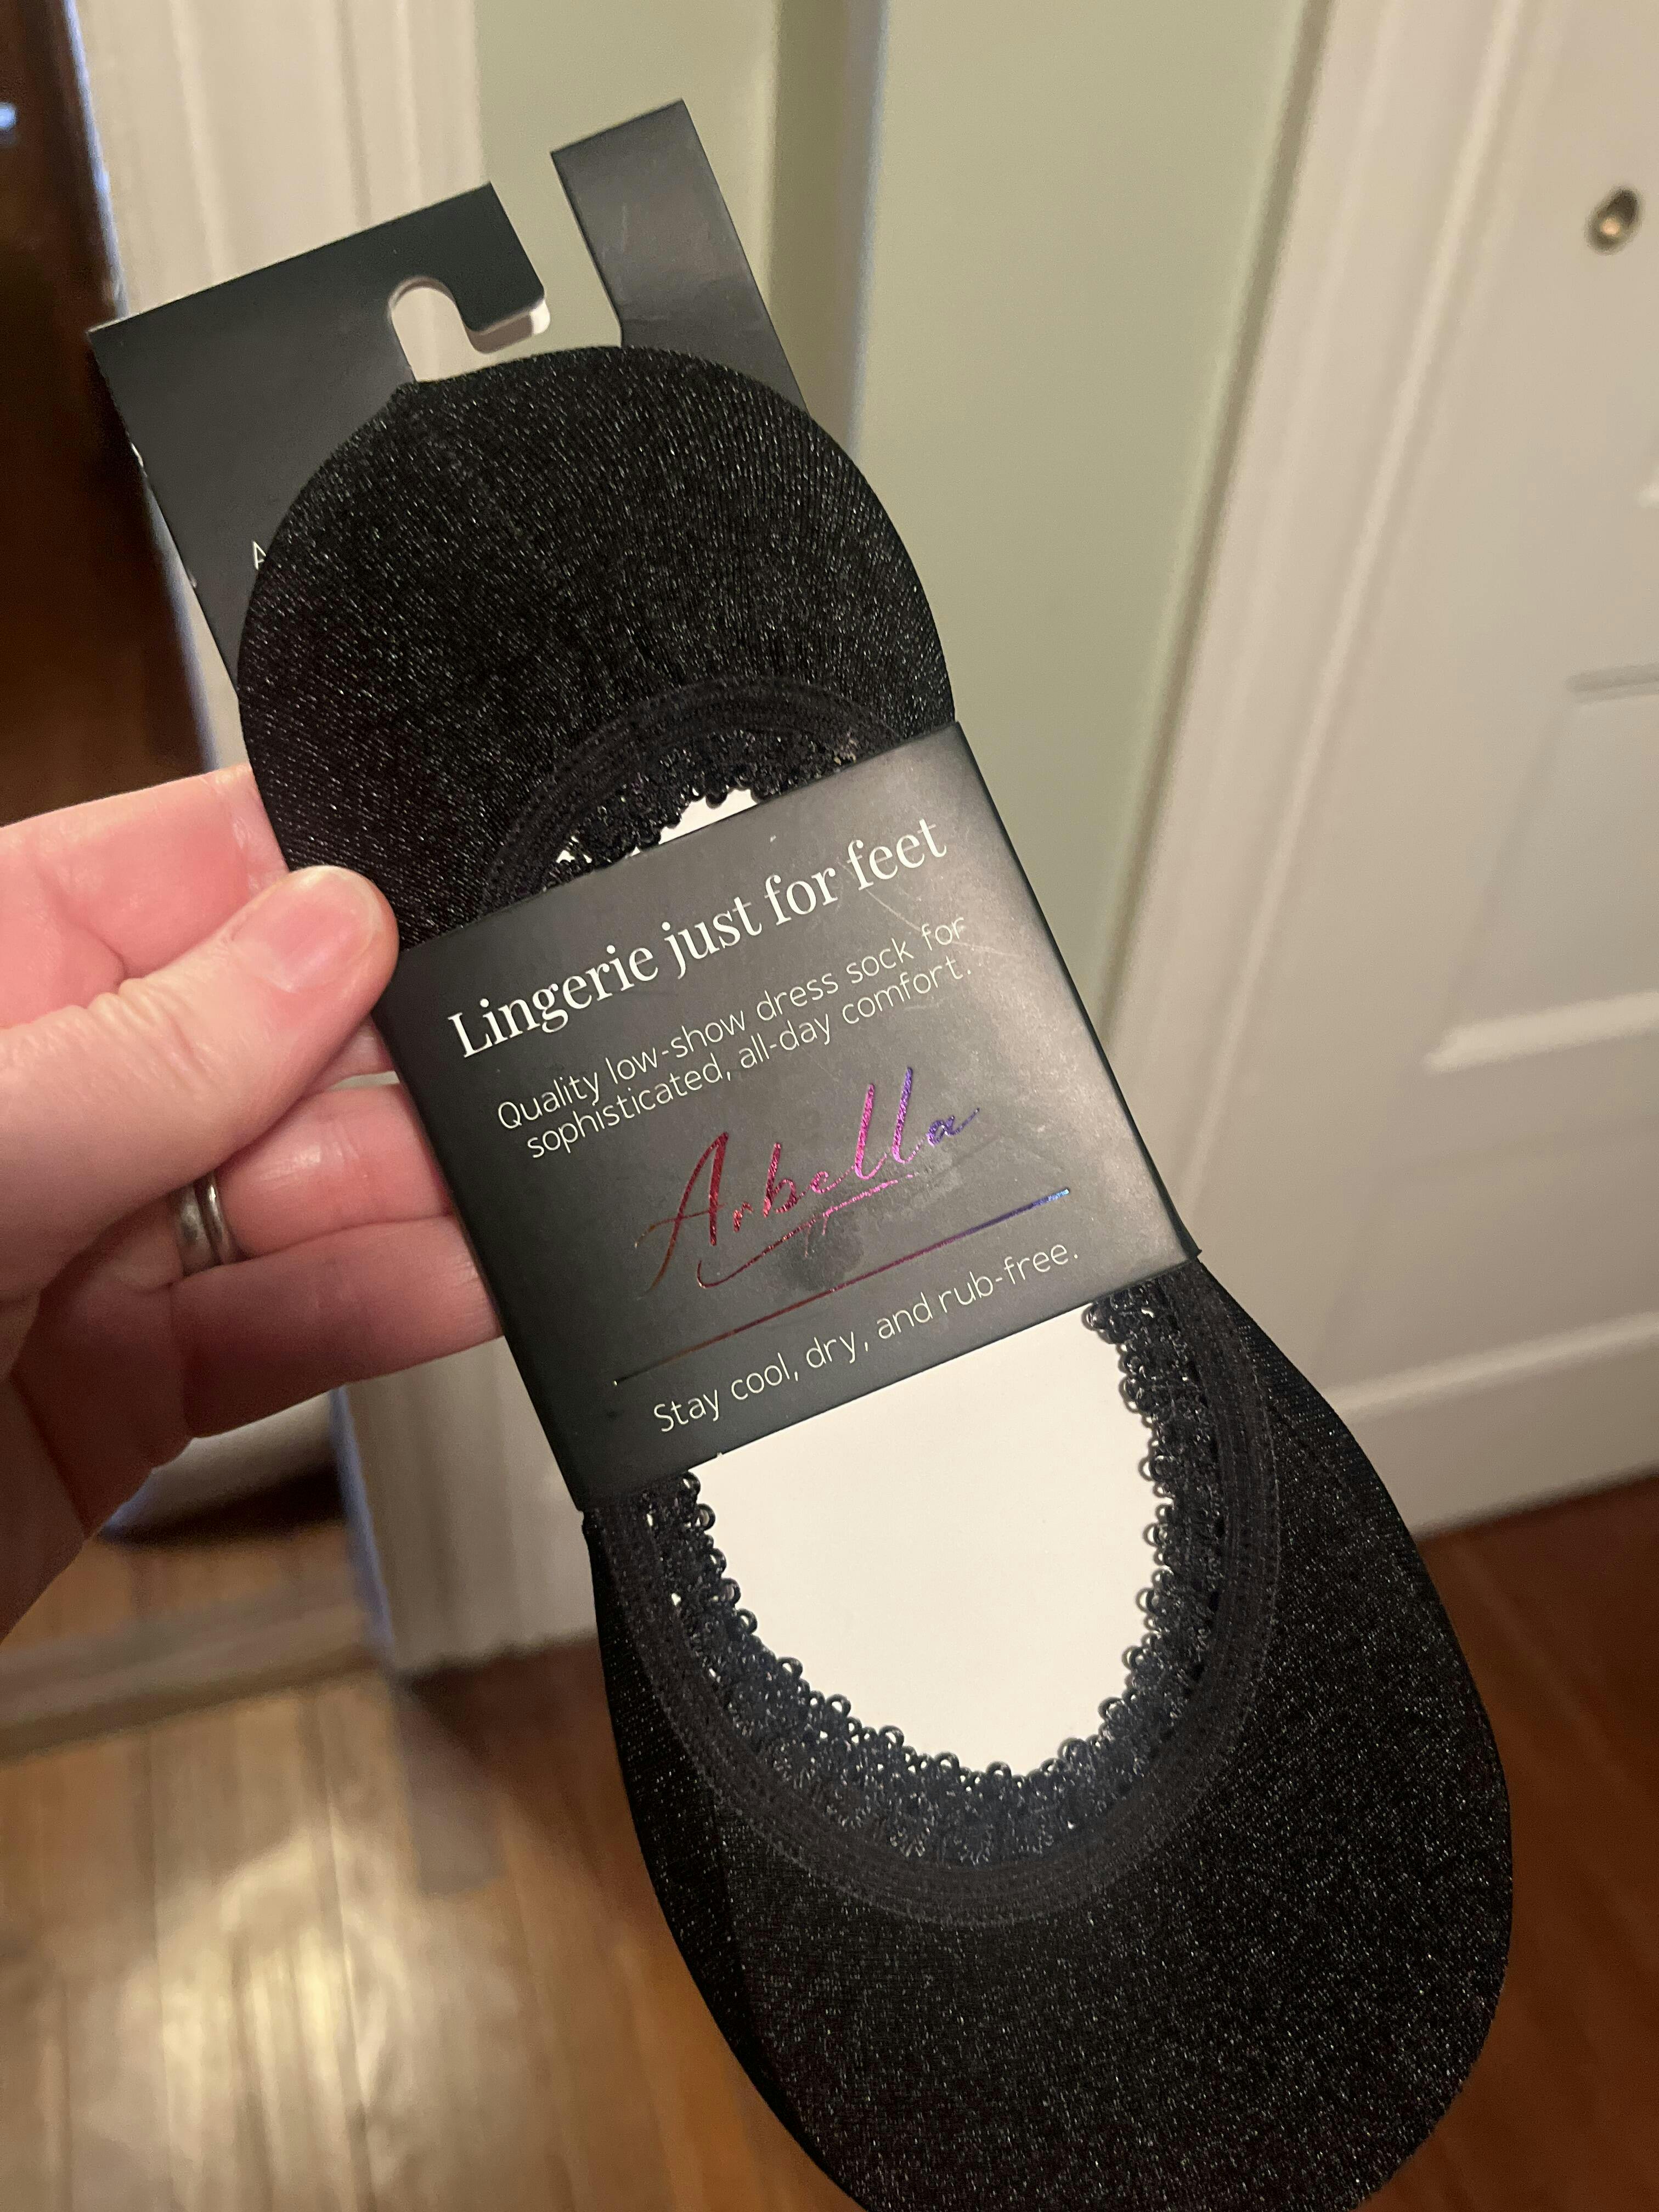 A
Lingerie just for feet
Quality low-show dress sock for
sophisticated, all-day comfort.
Arbella
Stay cool, dry, and rub-free.